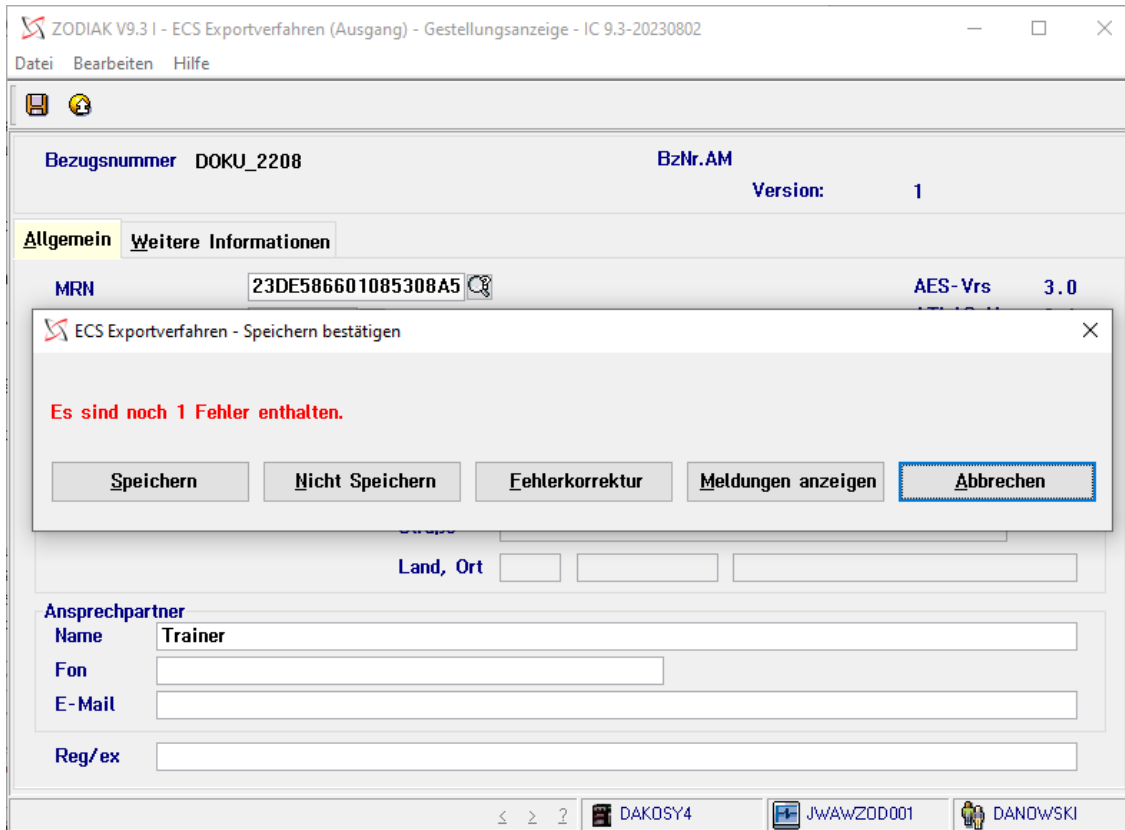 ZODIAK V9.3 I - ECS Exportverfahren (Ausgang) - Gestellungsanzeige - IC 9.3-20230802
Datei Bearbeiten Hilfe
Bezugsnummer DOKU_2208 BzNr.AM
Version: 1
Allgemein Weitere Informationen
MRN 23DE586601085308A5 AES-Vrs 3.0
ECS Exportverfahren - Speichern bestätigen
Es sind noch 1 Fehler enthalten.
Speichern Nicht Speichern Fehlerkorrektur Meldungen anzeigen Abbrechen
Land, Ort
Ansprechpartner
Name Trainer
Fon
E-Mail
Reg/ex
< > ? DAKOSY4 JWAWZOD001 DANOWSKI